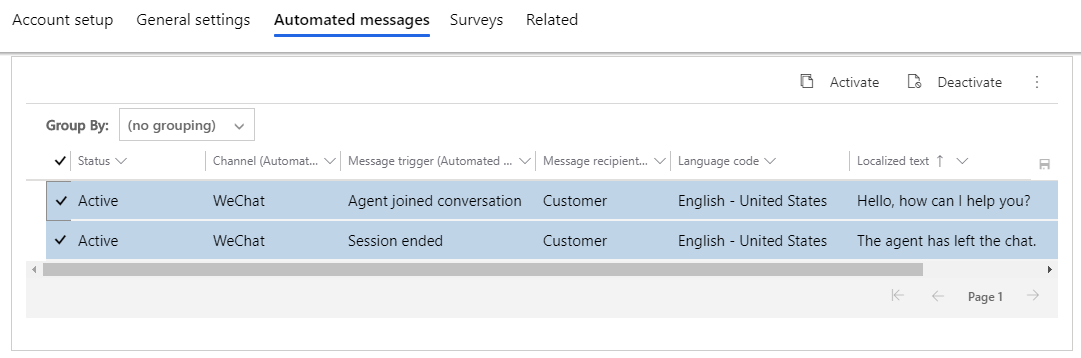 Account setup General settings Automated messages Surveys Related
Activate Deactivate
Group By: (no grouping)
Status Channel (Automat... Message trigger (Automated ... Message recipient... Language code Localized text ↑
Active WeChat Agent joined conversation Customer English - United States Hello, how can I help you?
Active WeChat Session ended Customer English - United States The agent has left the chat.
Page 1